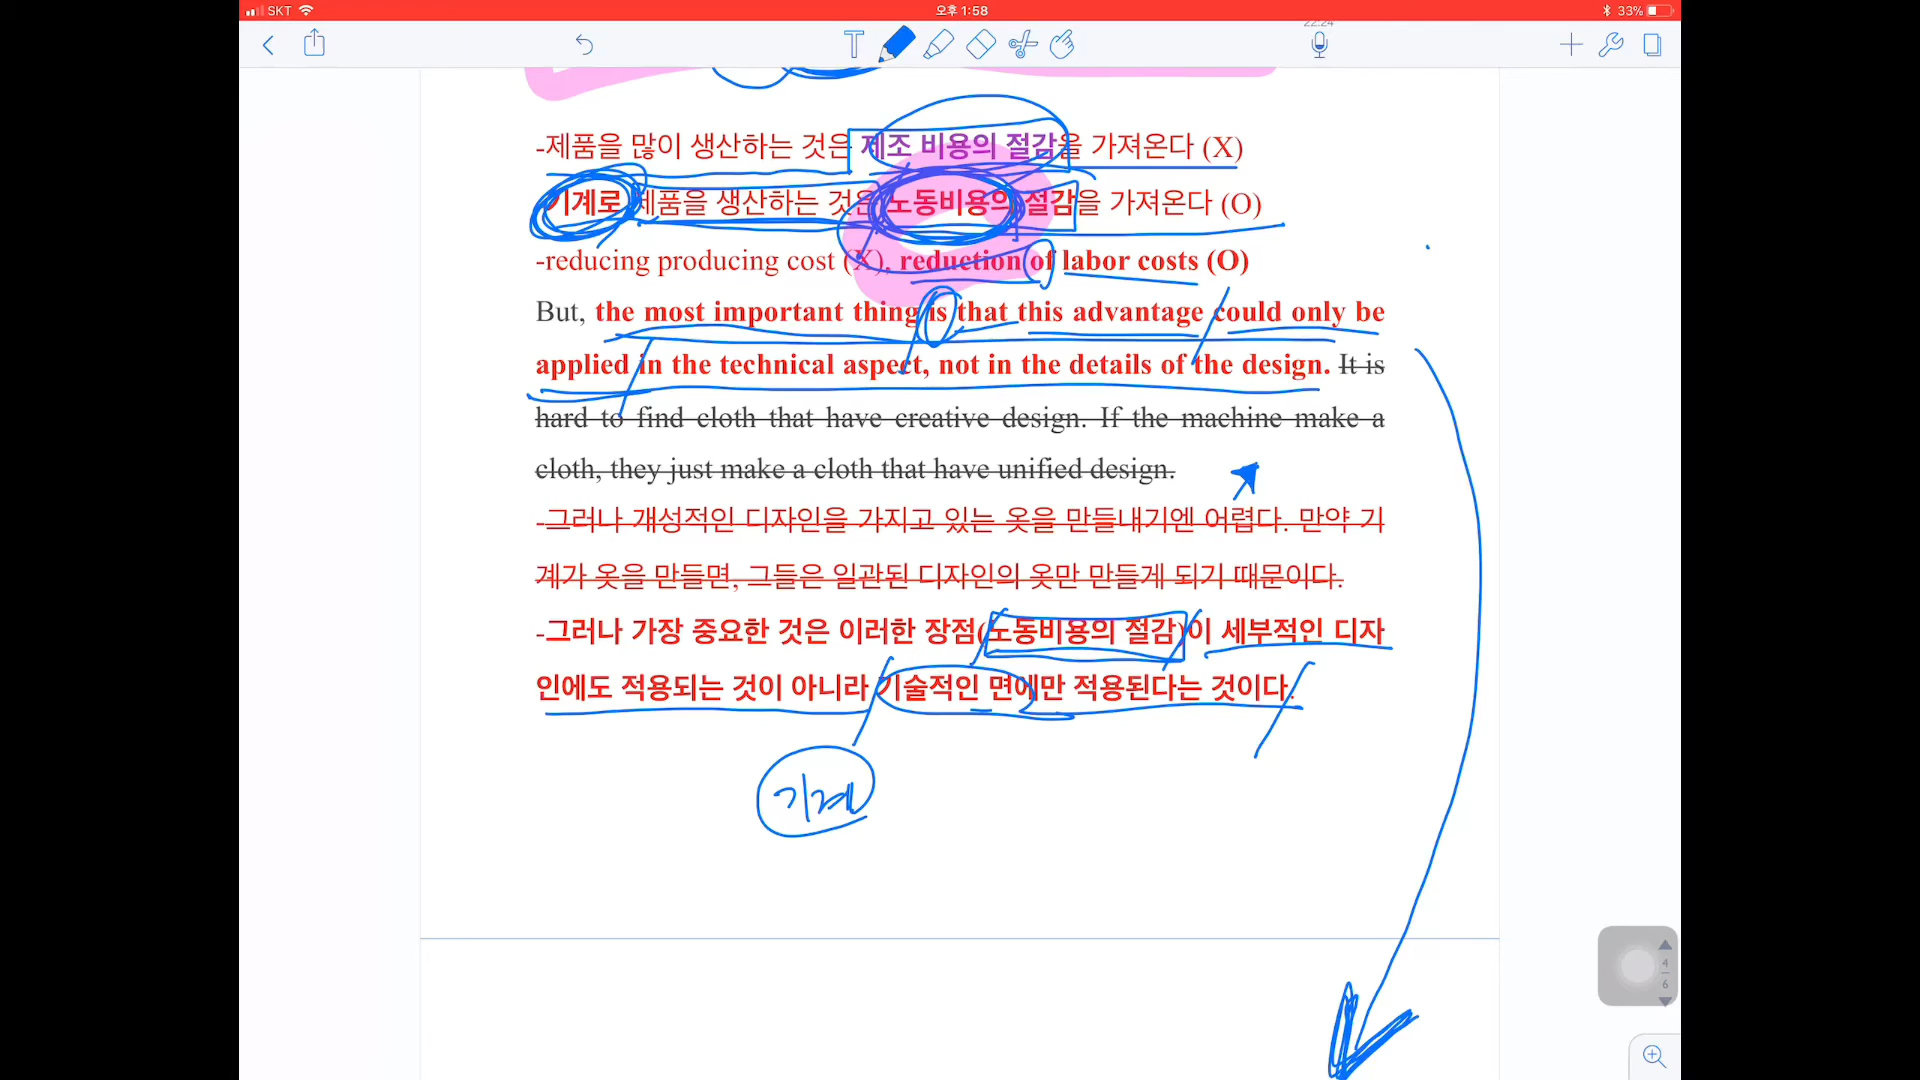 SKT
오후 1:58
33%
22:24
-제품을 많이 생산하는 것은 제조 비용의 절감을 가져온다 (X)
기계로 제품을 생산하는 것은 노동비용의 절감을 가져온다 (O)
-reducing producing cost (X), reduction of labor costs (O)
But, the most important thing is that this advantage could only be
applied in the technical aspect, not in the details of the design. It is
hard to find cloth that have creative design. If the machine make a
cloth, they just make a cloth that have unified design.
-그러나 개성적인 디자인을 가지고 있는 옷을 만들내기엔 어렵다. 만약 기
계가 옷을 만들면, 그들은 일관된 디자인의 옷만 만들게 되기 때문이다.
-그러나 가장 중요한 것은 이러한 장점(노동비용의 절감)이 세부적인 디자
인에도 적용되는 것이 아니라 기술적인 면에만 적용된다는 것이다.
기계
4
6